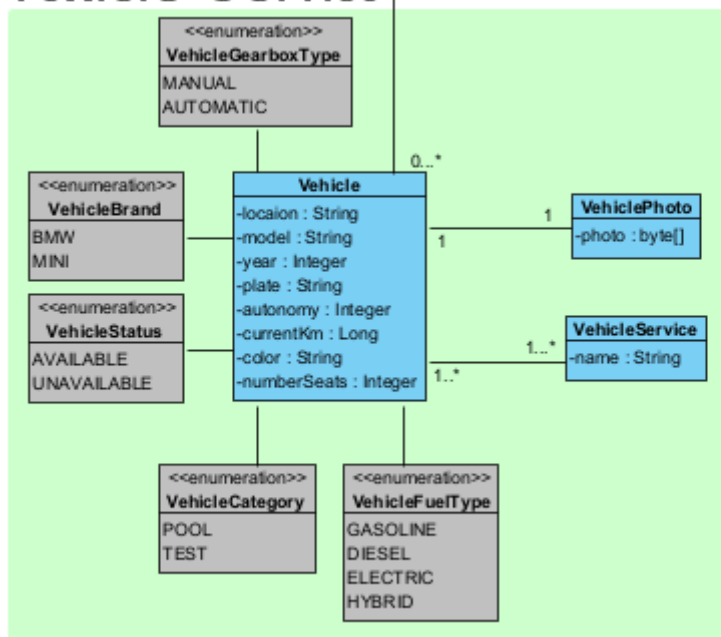 <<enumeration>>
VehicleGearboxType
MANUAL
AUTOMATIC
0...*
<<enumeration>>
VehicleBrand
BMW
MINI
Vehicle
-locaion : String
-model : String
-year : Integer
-plate : String
-autonomy : Integer
-currentKm : Long
-color : String
-numberSeats : Integer
1
1
VehiclePhoto
-photo : byte[]
<<enumeration>>
VehicleStatus
AVAILABLE
UNAVAILABLE
1..*
1...*
VehicleService
-name : String
<<enumeration>>
VehicleCategory
POOL
TEST
<<enumeration>>
VehicleFuelType
GASOLINE
DIESEL
ELECTRIC
HYBRID